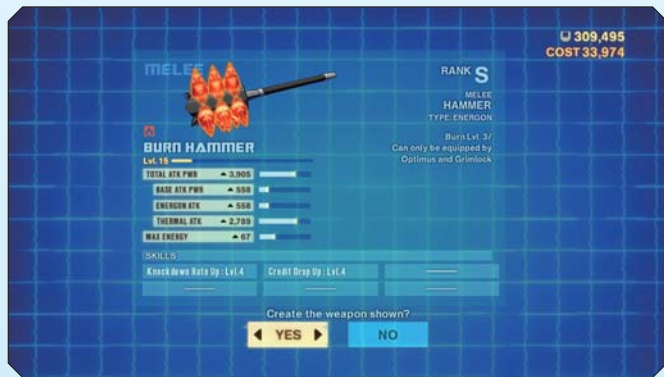 309,495
COST 33,974
MELEE
RANK S
MELEE
HAMMER
TYPE: ENERGON
BURN HAMMER
Burn Lvl. 3/
Can only be equipped by
Optimus and Grimlock
Lvl. 15
TOTAL ATK PWR ▲ 3,905
BASE ATK PWR ▲ 558
ENERGON ATK ▲ 558
THERMAL ATK ▲ 2,789
MAX ENERGY ▲ 67
SKILLS
Knockdown Rate Up : Lvl.4
Credit Drop Up : Lvl.4
Create the weapon shown?
YES
NO